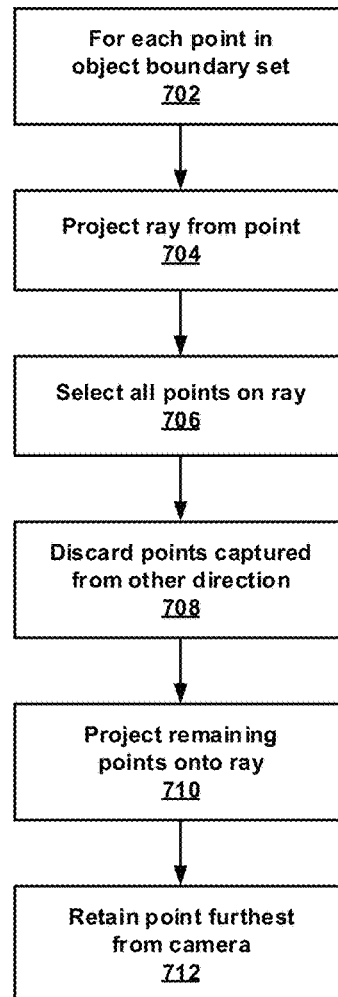 For each point in
object boundary set
702
Project ray from point
704
Select all points on ray
706
Discard points captured
from other direction
708
Project remaining
points onto ray
710
Retain point furthest
from camera
712